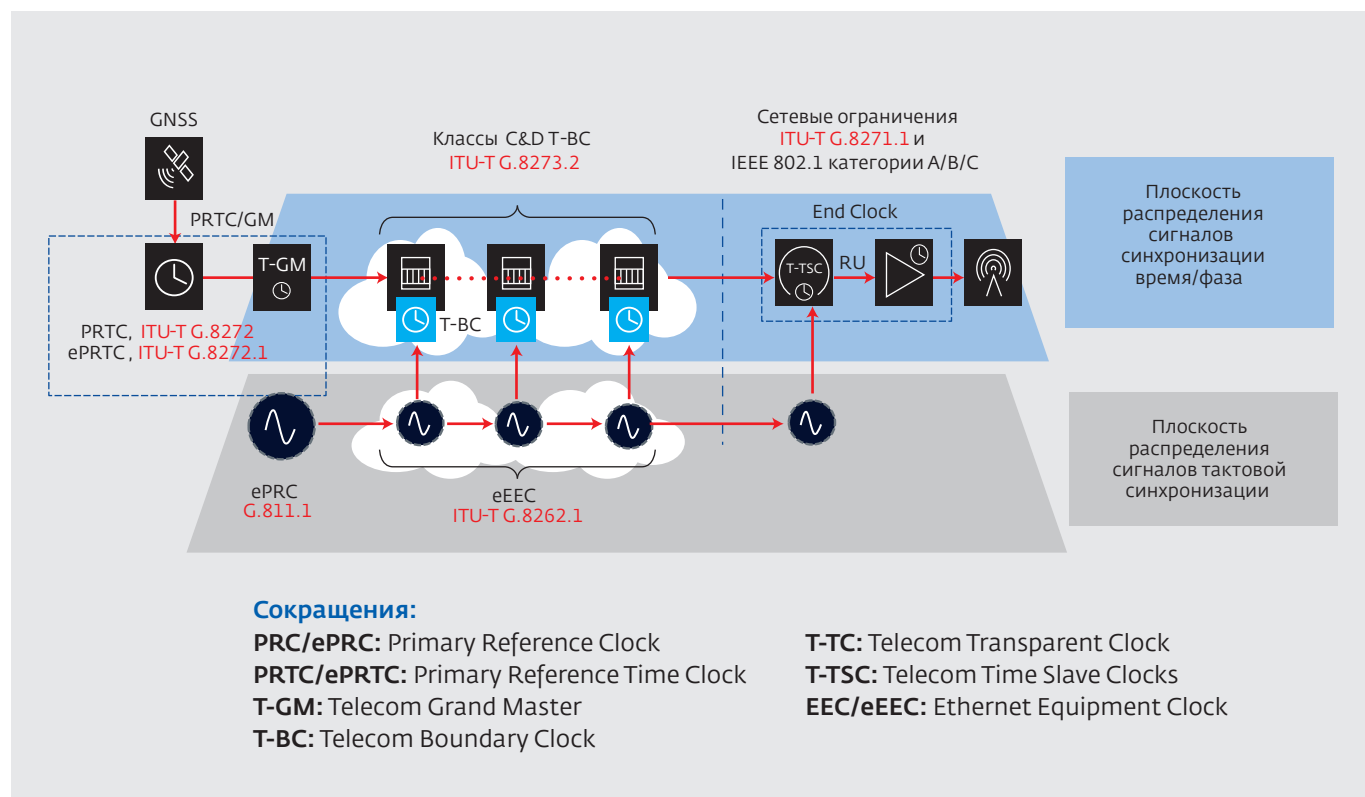 GNSS
Классы C&D T-BC
ITU-T G.8273.2
Сетевые ограничения
ITU-T G.8271.1 и
IEEE 802.1 категории A/B/C
PRTC/GM
End Clock
T-GM
T-TSC
RU
T-BC
PRTC, ITU-T G.8272
ePRTC , ITU-T G.8272.1
Плоскость
распределения
сигналов
синхронизации
время/фаза
ePRC
G.811.1
eEEC
ITU-T G.8262.1
Плоскость
распределения
сигналов тактовой
синхронизации
Сокращения:
PRC/ePRC: Primary Reference Clock
PRTC/ePRTC: Primary Reference Time Clock
T-GM: Telecom Grand Master
T-BC: Telecom Boundary Clock
T-TC: Telecom Transparent Clock
T-TSC: Telecom Time Slave Clocks
EEC/eEEC: Ethernet Equipment Clock